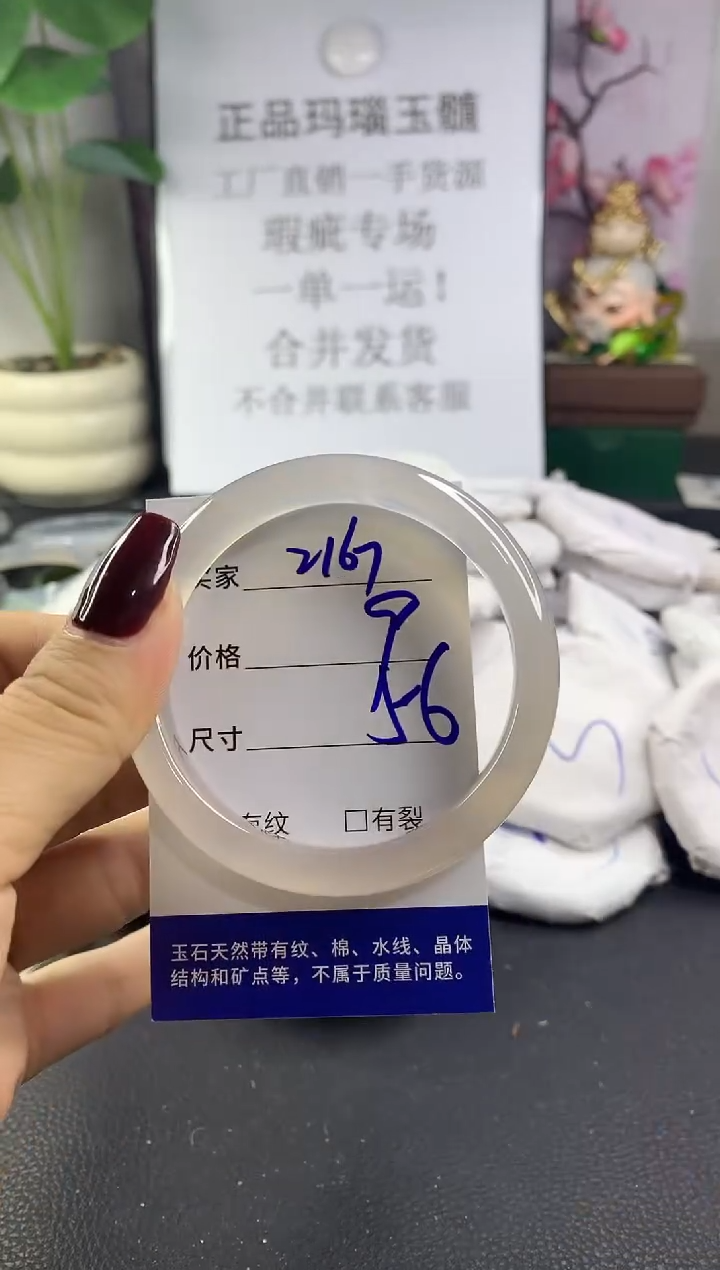 正品玛瑙玉髓
工厂直销一手货源
瑕疵专场
一单一运!
合并发货
不合并联系客服
买家 2167
价格 9
尺寸 56
有纹 □有裂
玉石天然带有纹、棉、水线、晶体
结构和矿点等，不属于质量问题。